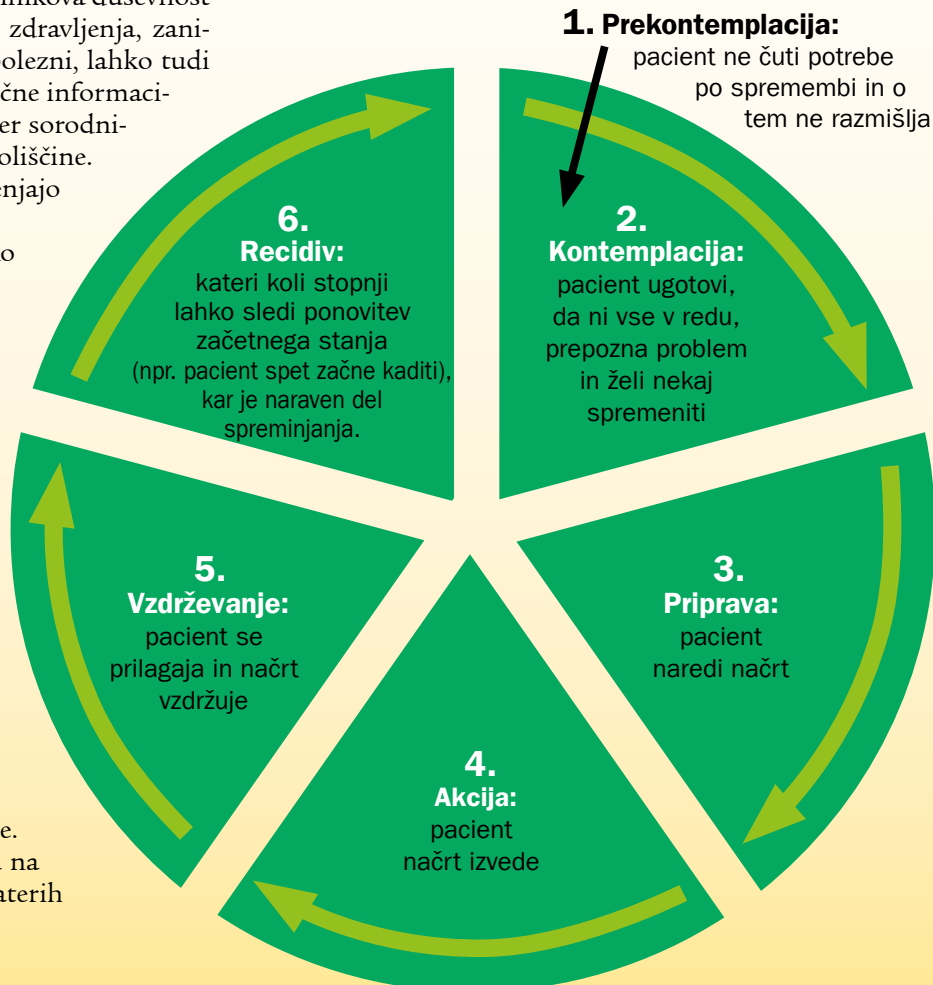 nikova duševnost
zdravljenja, zani-
olezni, lahko tudi
čne informaci-
er sorodni-
oliščine.
enjajo
o
e.
na
aterih
1. Prekontemplacija:
pacient ne čuti potrebe
po spremembi in o
tem ne razmišlja
2.
Kontemplacija:
pacient ugotovi,
da ni vse v redu,
prepozna problem
in želi nekaj
spremeniti
3.
Priprava:
pacient
naredi načrt
4.
Akcija:
pacient
načrt izvede
5.
Vzdrževanje:
pacient se
prilagaja in načrt
vzdržuje
6.
Recidiv:
kateri koli stopnji
lahko sledi ponovitev
začetnega stanja
(npr. pacient spet začne kaditi),
kar je naraven del
spreminjanja.